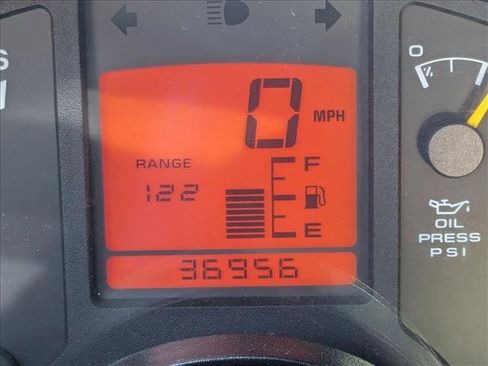 0 MPH
RANGE
122
F
E
36956
0
OIL
PRESS
PSI